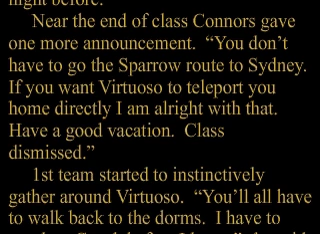 night before.
Near the end of class Connors gave
one more announcement.  “You don’t
have to go the Sparrow route to Sydney.
If you want Virtuoso to teleport you
home directly I am alright with that.
Have a good vacation.  Class
dismissed.”
1st team started to instinctively
gather around Virtuoso.  “You’ll all have
to walk back to the dorms.  I have to